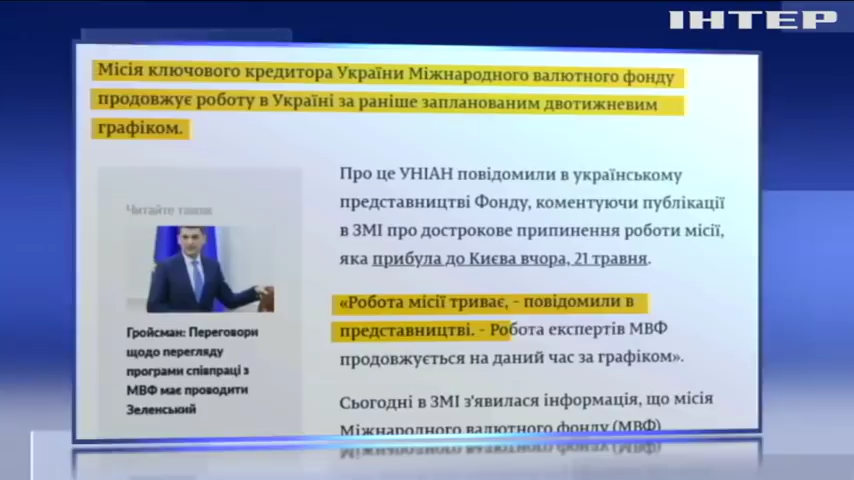 ІНТЕР
Місія ключового кредитора України Міжнародного валютного фонду
продовжує роботу в Україні за раніше запланованим двотижневим
графіком.
Читайте також
Гройсман: Переговори
щодо перегляду
програми співпраці з
МВФ має проводити
Зеленський
Про це УНІАН повідомили в українському
представництві Фонду, коментуючи публікації
в ЗМІ про дострокове припинення роботи місії,
яка прибула до Києва вчора, 21 травня.
«Робота місії триває, - повідомили в
представництві. - Робота експертів МВФ
продовжується на даний час за графіком».
Сьогодні в ЗМІ з'явилася інформація, що місія
Міжнародного валютного фонду (МВФ)